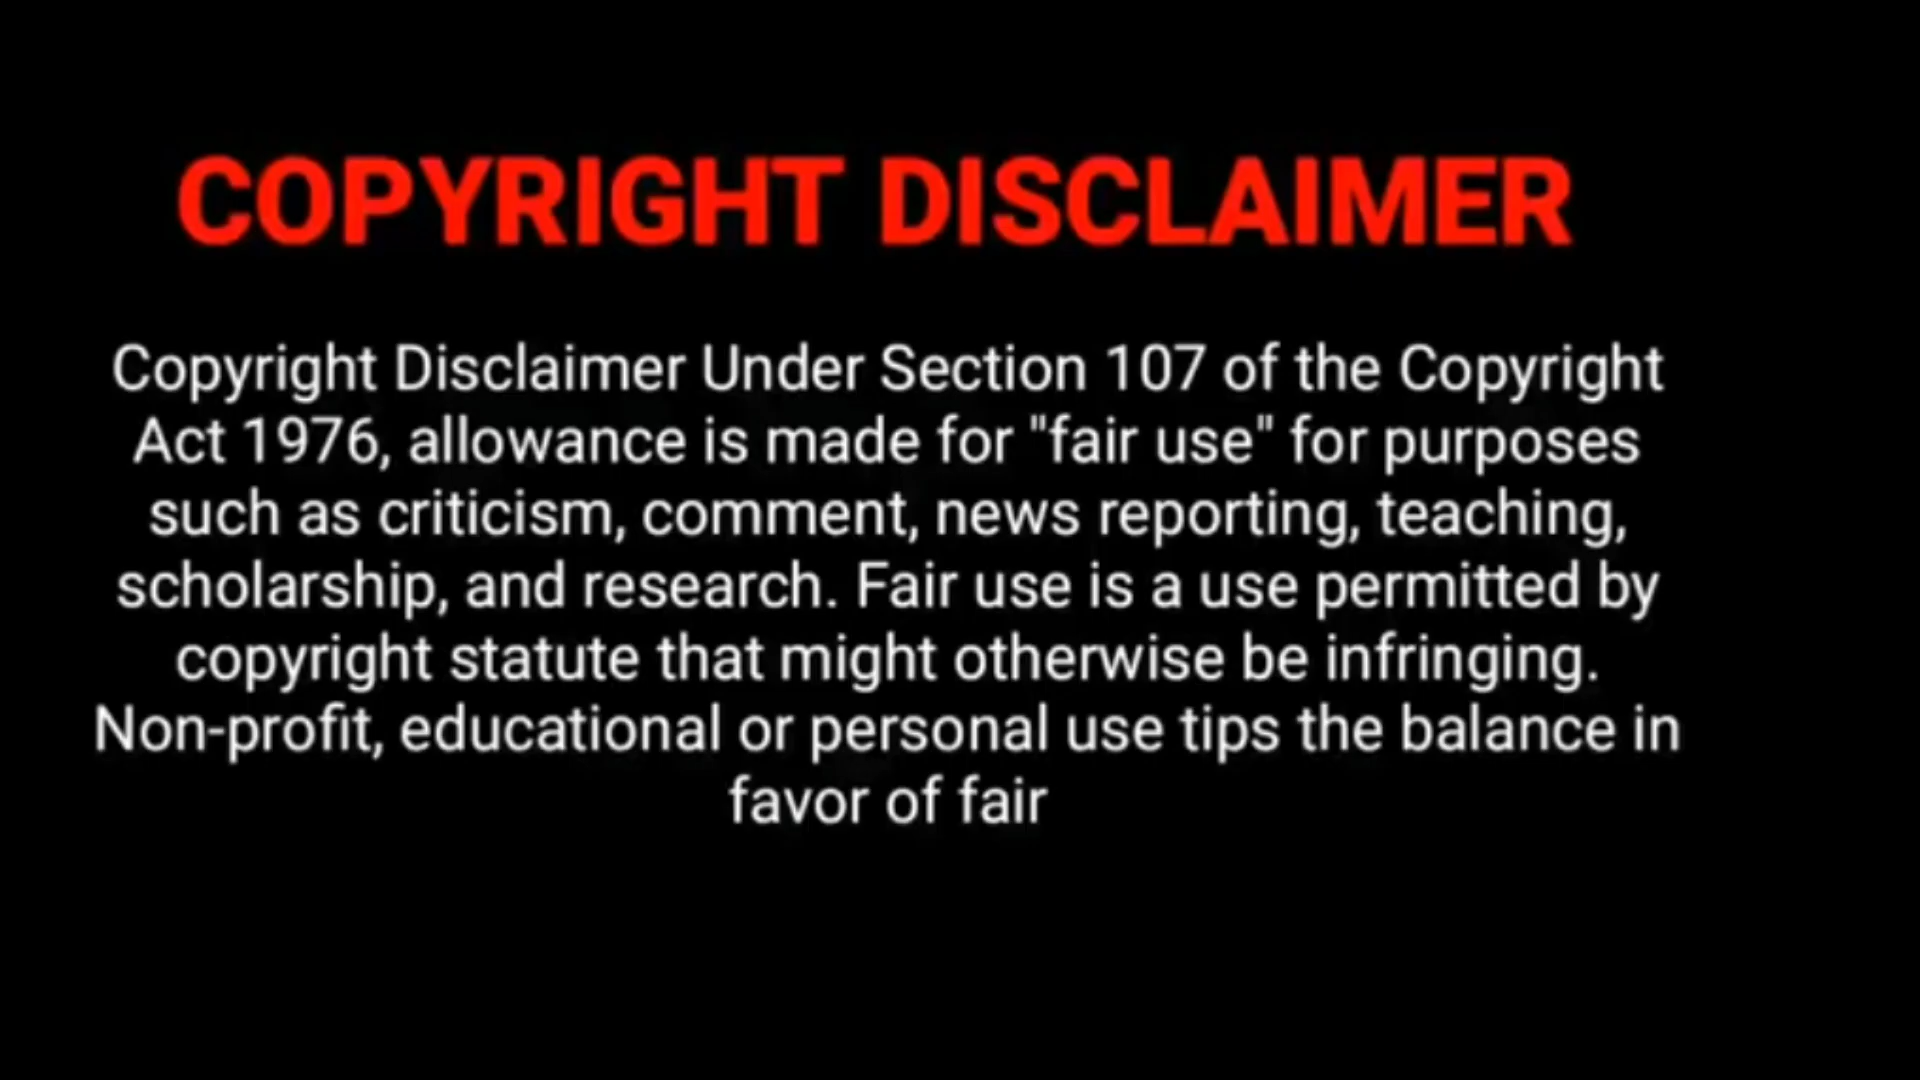 COPYRIGHT DISCLAIMER
Copyright Disclaimer Under Section 107 of the Copyright
Act 1976, allowance is made for "fair use" for purposes
such as criticism, comment, news reporting, teaching,
scholarship, and research. Fair use is a use permitted by
copyright statute that might otherwise be infringing.
Non-profit, educational or personal use tips the balance in
favor of fair